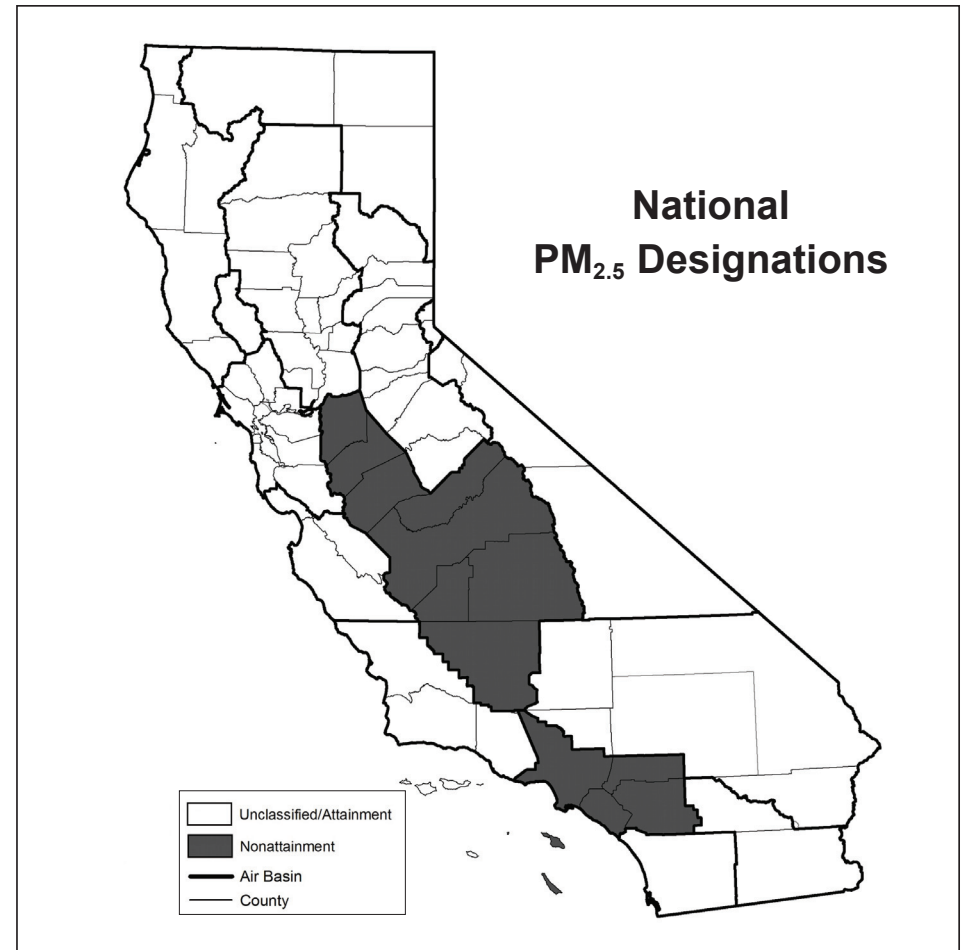 National
PM₂.₅ Designations
Unclassified/Attainment
Nonattainment
Air Basin
County